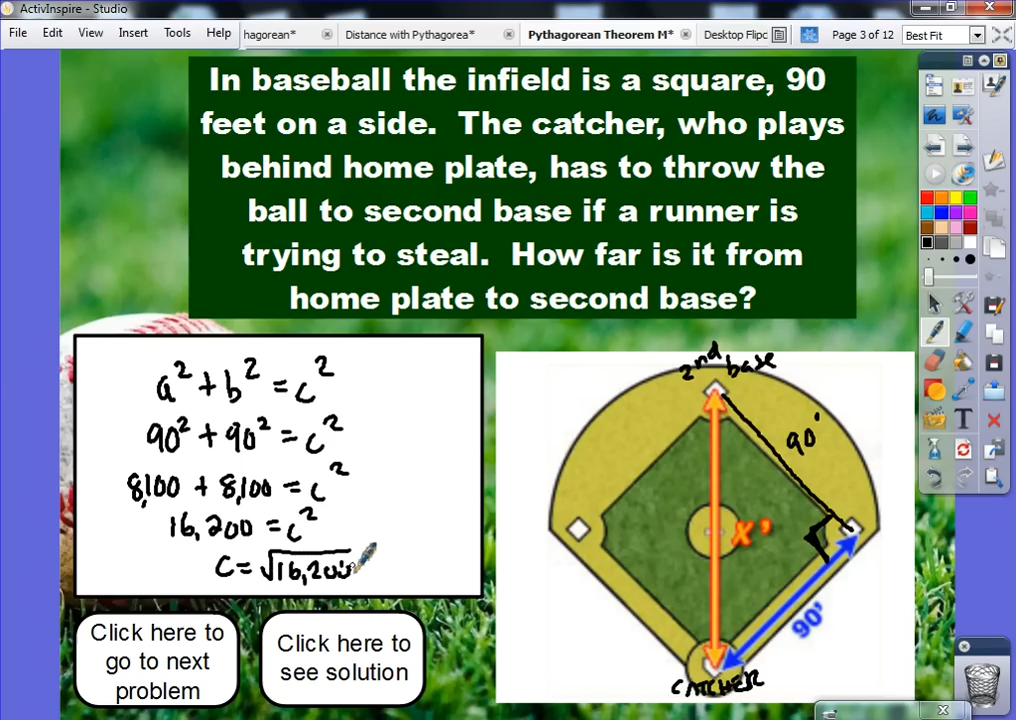 ActivInspire - Studio
File Edit View Insert Tools Help
hagorean* Distance with Pythagorea* Pythagorean Theorem M* Desktop Flipc Page 3 of 12 Best Fit
In baseball the infield is a square, 90
feet on a side. The catcher, who plays
behind home plate, has to throw the
ball to second base if a runner is
trying to steal. How far is it from
home plate to second base?
a² + b² = c²
90² + 90² = c²
8,100 + 8,100 = c²
16,200 = c²
c = √16,200
2nd base
90'
X'
90'
CATCHER
Click here to
go to next
problem
Click here to
see solution